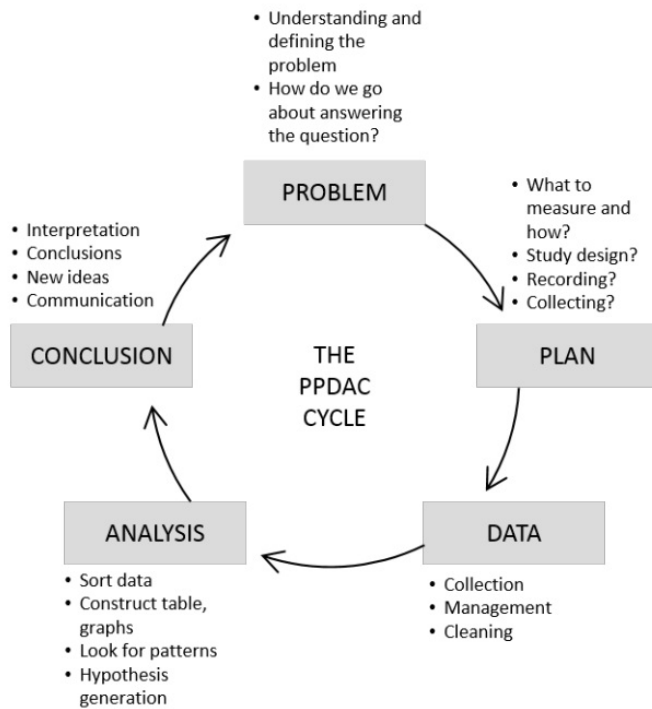 • Understanding and
defining the
problem
• How do we go
about answering
the question?
PROBLEM
• What to
measure and
how?
• Study design?
• Recording?
• Collecting?
PLAN
DATA
• Collection
• Management
• Cleaning
ANALYSIS
• Sort data
• Construct table,
graphs
• Look for patterns
• Hypothesis
generation
• Interpretation
• Conclusions
• New ideas
• Communication
CONCLUSION
THE
PPDAC
CYCLE